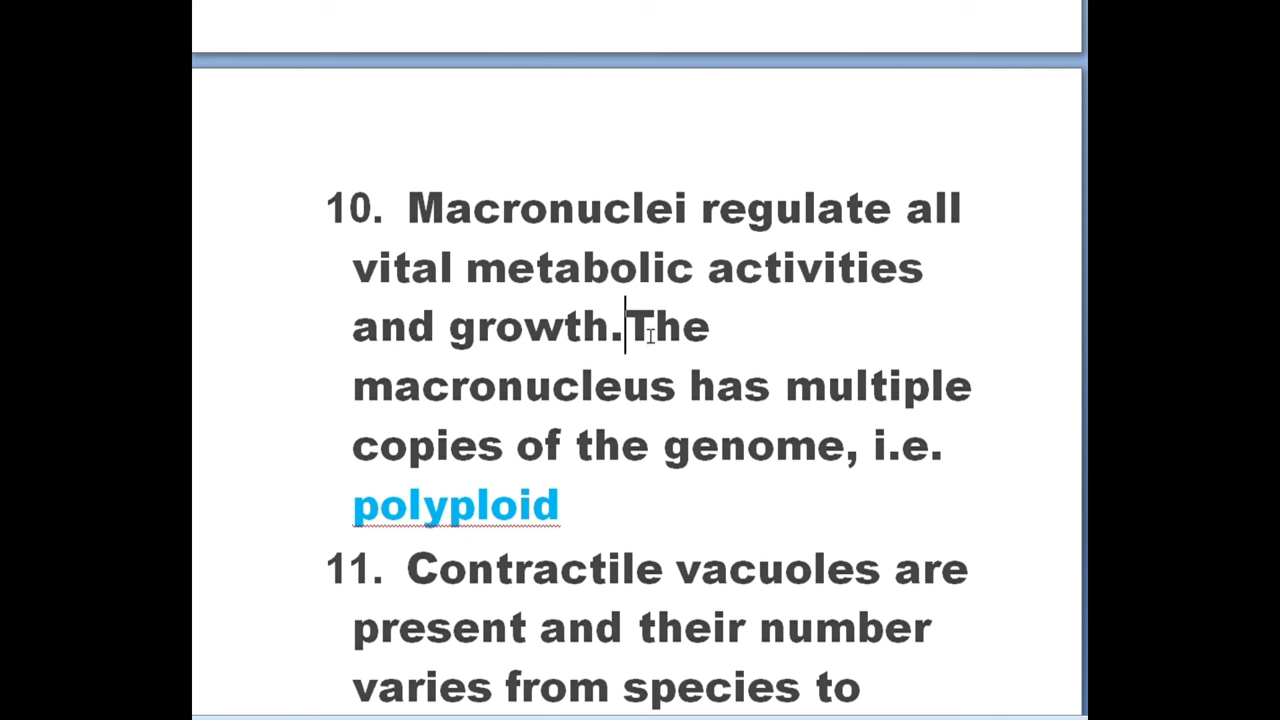 10. Macronuclei regulate all
vital metabolic activities
and growth.The
macronucleus has multiple
copies of the genome, i.e.
polyploid
11. Contractile vacuoles are
present and their number
varies from species to